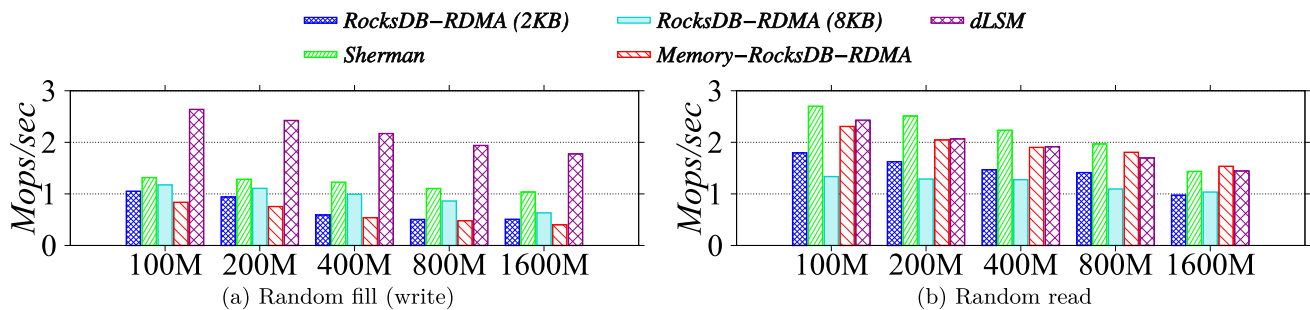 RocksDB−RDMA (2KB) RocksDB−RDMA (8KB) dLSM
Sherman Memory−RocksDB−RDMA
3
2
1
0
Mops/sec
100M 200M 400M 800M 1600M
(a) Random fill (write)
3
2
1
0
Mops/sec
100M 200M 400M 800M 1600M
(b) Random read